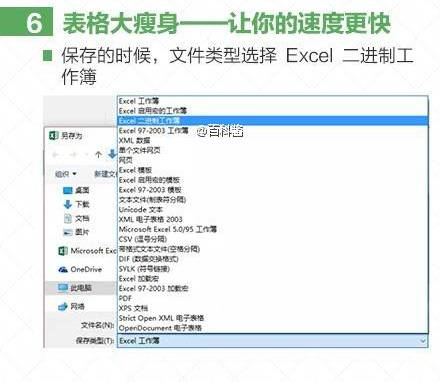 6 表格大瘦身——让你的速度更快
保存的时候，文件类型选择 Excel 二进制工
作簿
Excel 工作簿
Excel 启用宏的工作簿
Excel 二进制工作簿
Excel 97-2003 工作簿
@百科酱
XML 数据
单个文件网页
网页
Excel 模板
Excel 启用宏的模板
Excel 97-2003 模板
文本文件(制表符分隔)
Unicode 文本
XML 电子表格 2003
Microsoft Excel 5.0/95 工作簿
CSV (逗号分隔)
带格式文本文件(空格分隔)
DIF (数据交换格式)
SYLK (符号链接)
Excel 加载宏
Excel 97-2003 加载宏
PDF
XPS 文档
Strict Open XML 电子表格
OpenDocument 电子表格
另存为
组织
新建文
桌面
下载
文档
图片
Microsoft Exc
OneDrive
此电脑
网络
文件名(N):
保存类型(T): Excel 工作簿